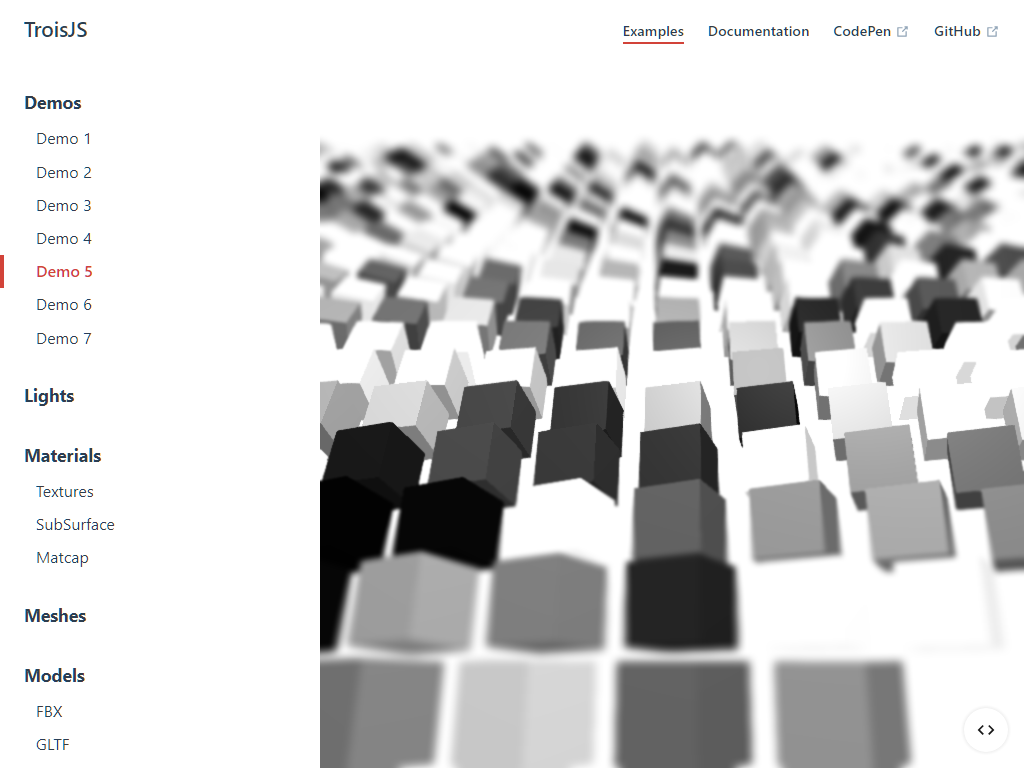 TroisJS
Examples
Documentation
CodePen
GitHub
Demos
Demo 1
Demo 2
Demo 3
Demo 4
Demo 5
Demo 6
Demo 7
Lights
Materials
Textures
SubSurface
Matcap
Meshes
Models
FBX
GLTF